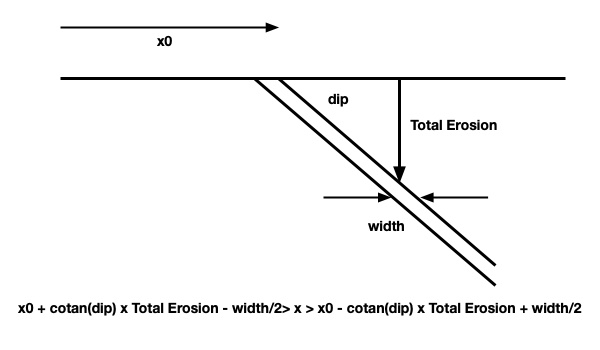 x0
dip
Total Erosion
width
x0 + cotan(dip) x Total Erosion - width/2> x > x0 - cotan(dip) x Total Erosion + width/2